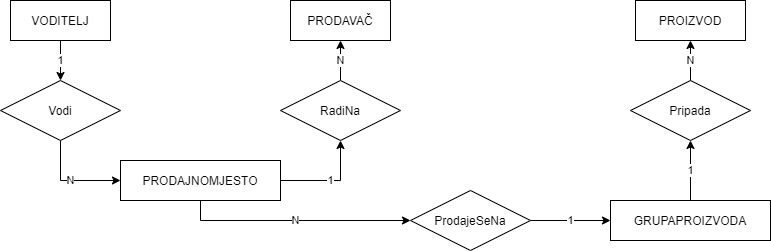 VODITELJ
PRODAVAČ
PROIZVOD
1
N
N
Vodi
RadiNa
Pripada
N
PRODAJNOMJESTO
1
1
N
ProdajeSeNa
1
GRUPAPROIZVODA